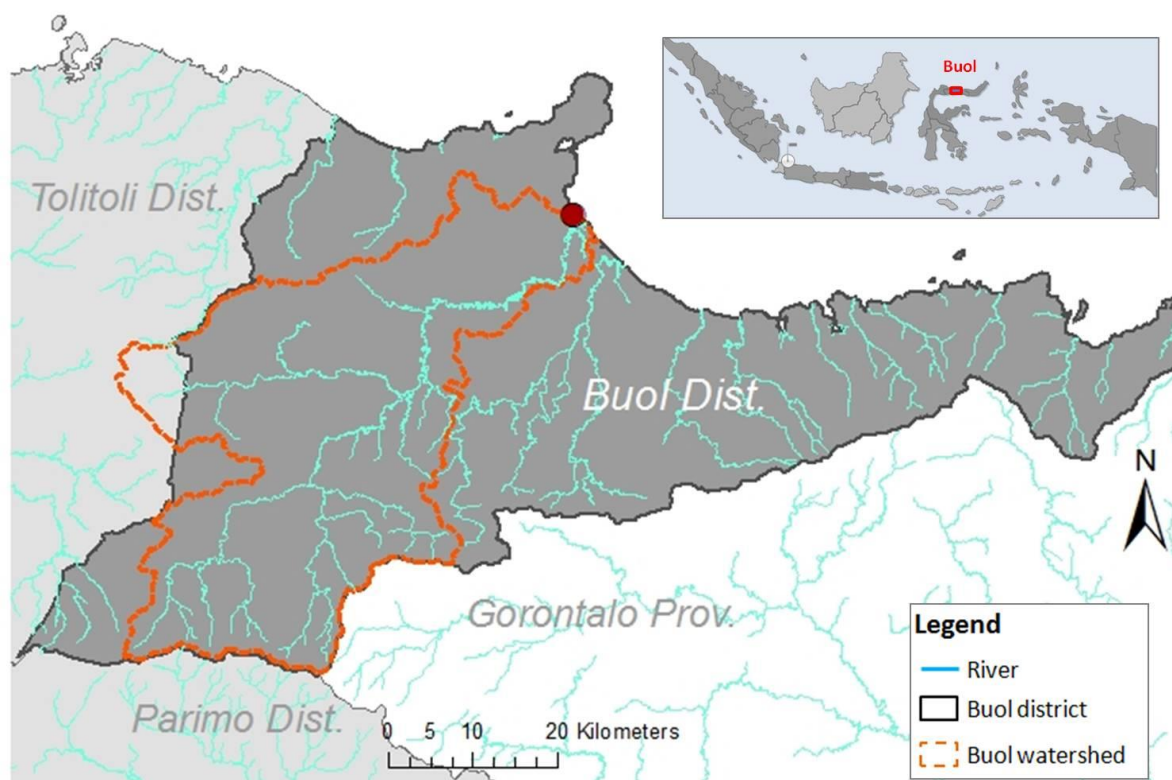 Buol
Tolitoli Dist.
Buol Dist.
N
Gorontalo Prov.
Parimo Dist.
0 5 10 20 Kilometers
Legend
River
Buol district
Buol watershed